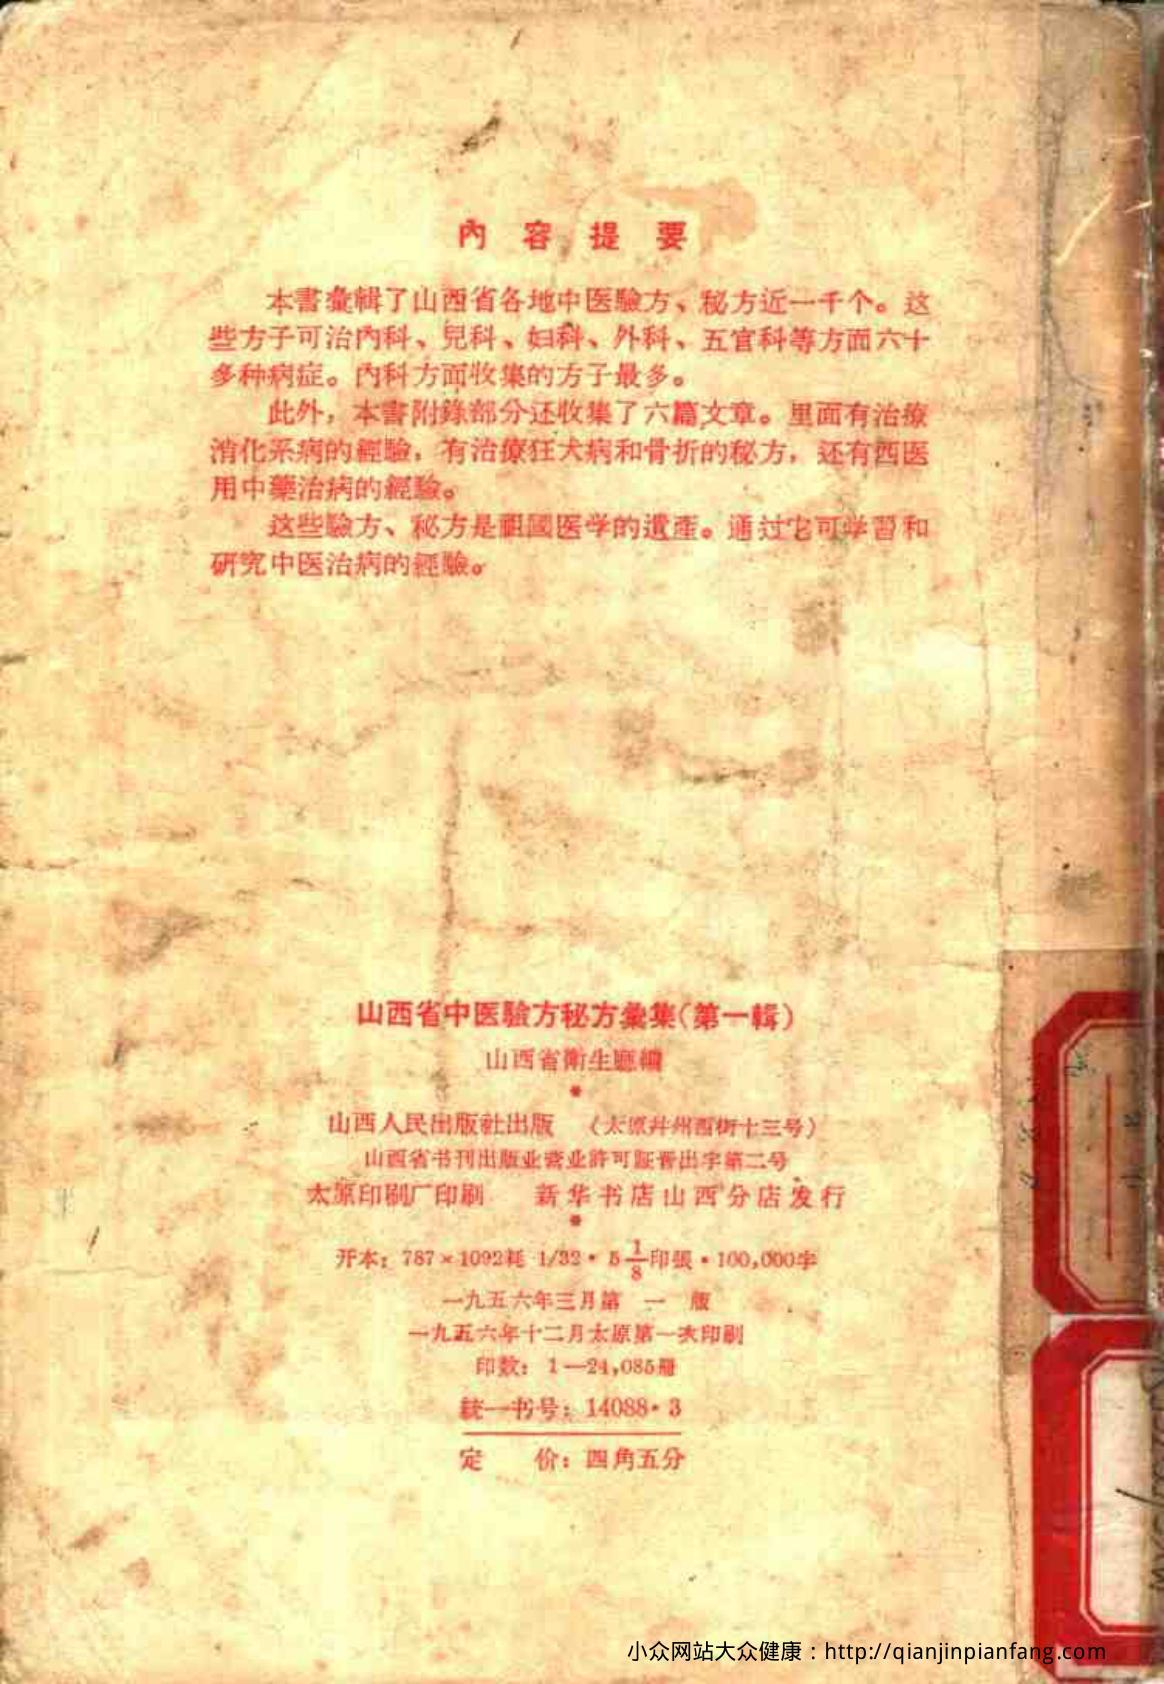 內容提要
本書彙輯了山西省各地中医驗方、秘方近一千个。这
些方子可治內科、兒科、妇科、外科、五官科等方面六十
多种病症。內科方面收集的方子最多。
此外，本書附錄部分还收集了六篇文章。里面有治療
消化系病的經驗，有治療狂犬病和骨折的秘方，还有西医
用中藥治病的經驗。
这些驗方、秘方是祖國医学的遺產。通过它可学習和
研究中医治病的經驗。
山西省中医驗方秘方彙集（第一輯）
山西省衛生廳編
山西人民出版社出版 （太原幷州西街十三号）
山西省书刊出版业营业許可証晋出字第二号
太原印刷厂印刷 新华书店山西分店发行
开本：787×1092耗 1/32·5 1/8印張·100,000字
一九五六年三月第一版
一九五六年十二月太原第一次印刷
印数：1—24,085册
統一书号：14088·3
定 价：四角五分
小众网站大众健康：http://qianjinpianfang.com